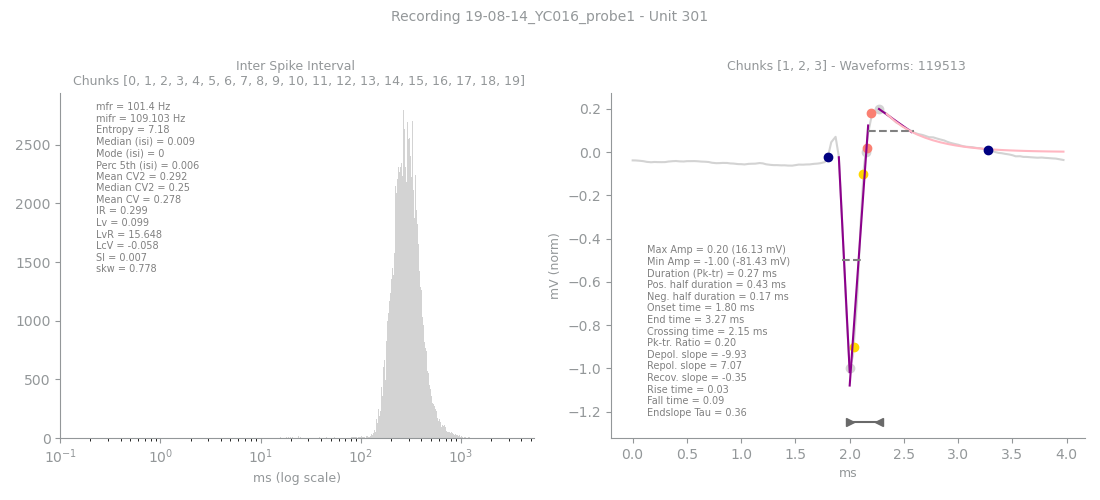 Recording 19-08-14_YC016_probe1 - Unit 301
Inter Spike Interval
Chunks [0, 1, 2, 3, 4, 5, 6, 7, 8, 9, 10, 11, 12, 13, 14, 15, 16, 17, 18, 19]
mfr = 101.4 Hz
mifr = 109.103 Hz
Entropy = 7.18
Median (isi) = 0.009
Mode (isi) = 0
Perc 5th (isi) = 0.006
Mean CV2 = 0.292
Median CV2 = 0.25
Mean CV = 0.278
IR = 0.299
Lv = 0.099
LvR = 15.648
LcV = -0.058
SI = 0.007
skw = 0.778
2500
2000
1500
1000
500
0
10⁻¹ 10⁰ 10¹ 10² 10³
ms (log scale)
Chunks [1, 2, 3] - Waveforms: 119513
mV (norm)
0.2
0.0
−0.2
−0.4
−0.6
−0.8
−1.0
−1.2
Max Amp = 0.20 (16.13 mV)
Min Amp = -1.00 (-81.43 mV)
Duration (Pk-tr) = 0.27 ms
Pos. half duration = 0.43 ms
Neg. half duration = 0.17 ms
Onset time = 1.80 ms
End time = 3.27 ms
Crossing time = 2.15 ms
Pk-tr. Ratio = 0.20
Depol. slope = -9.93
Repol. slope = 7.07
Recov. slope = -0.35
Rise time = 0.03
Fall time = 0.09
Endslope Tau = 0.36
0.0 0.5 1.0 1.5 2.0 2.5 3.0 3.5 4.0
ms